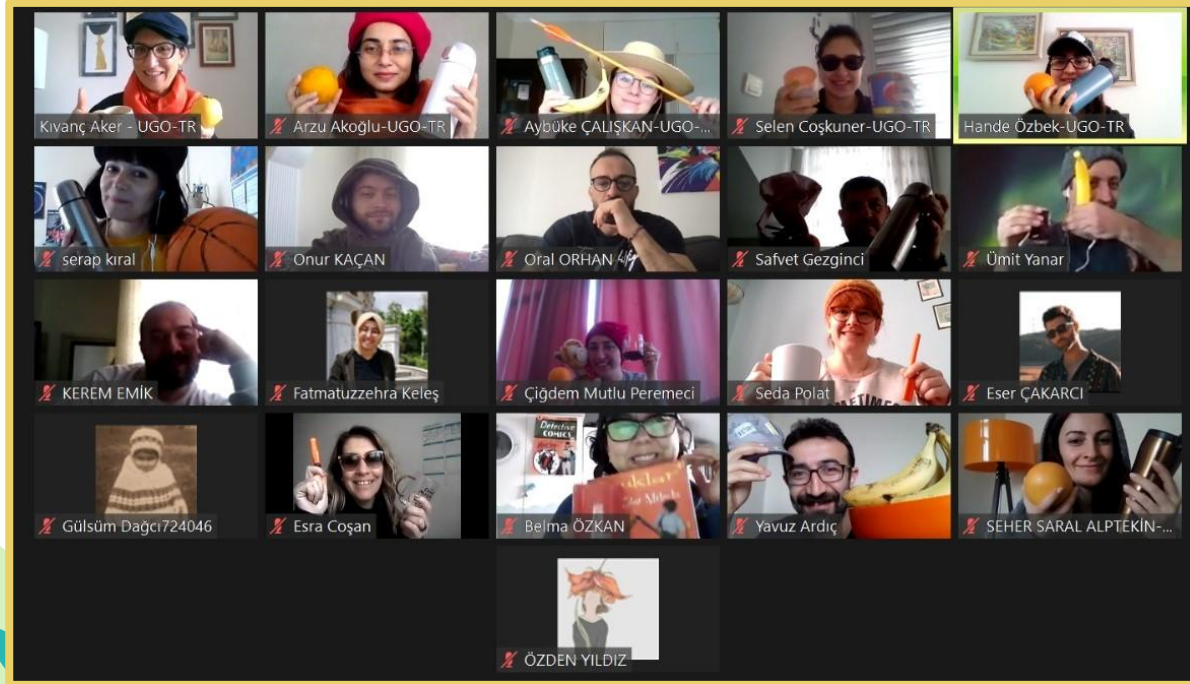 Kıvanç Aker - UGO-TR
Arzu Akoğlu-UGO-TR
Aybüke ÇALIŞKAN-UGO-...
Selen Coşkuner-UGO-TR
Hande Özbek-UGO-TR
serap kıral
Onur KAÇAN
Oral ORHAN
Safvet Gezginci
Ümit Yanar
KEREM EMİK
Fatmatuzzehra Keleş
Çiğdem Mutlu Peremeci
Seda Polat
Eser ÇAKARCI
Gülsüm Dağcı724046
Esra Coşan
Detective
COMICS
Belma ÖZKAN
Yavuz Ardıç
SEHER SARAL ALPTEKİN-...
ÖZDEN YILDIZ